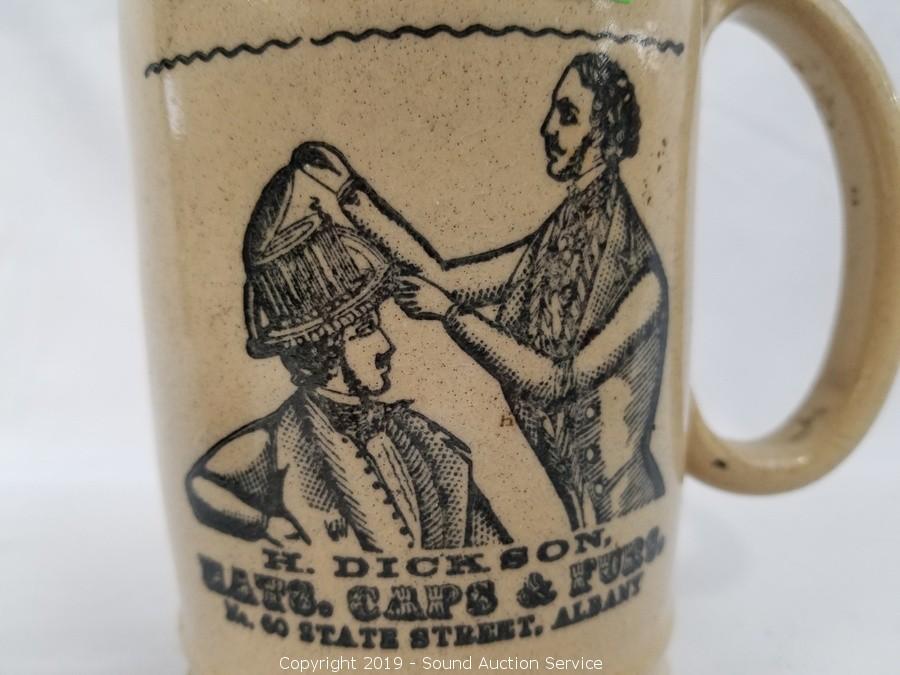 H. DICKSON,
HATS. CAPS & FURS.
No. 60 STATE STREET, ALBANY
Copyright 2019 - Sound Auction Service